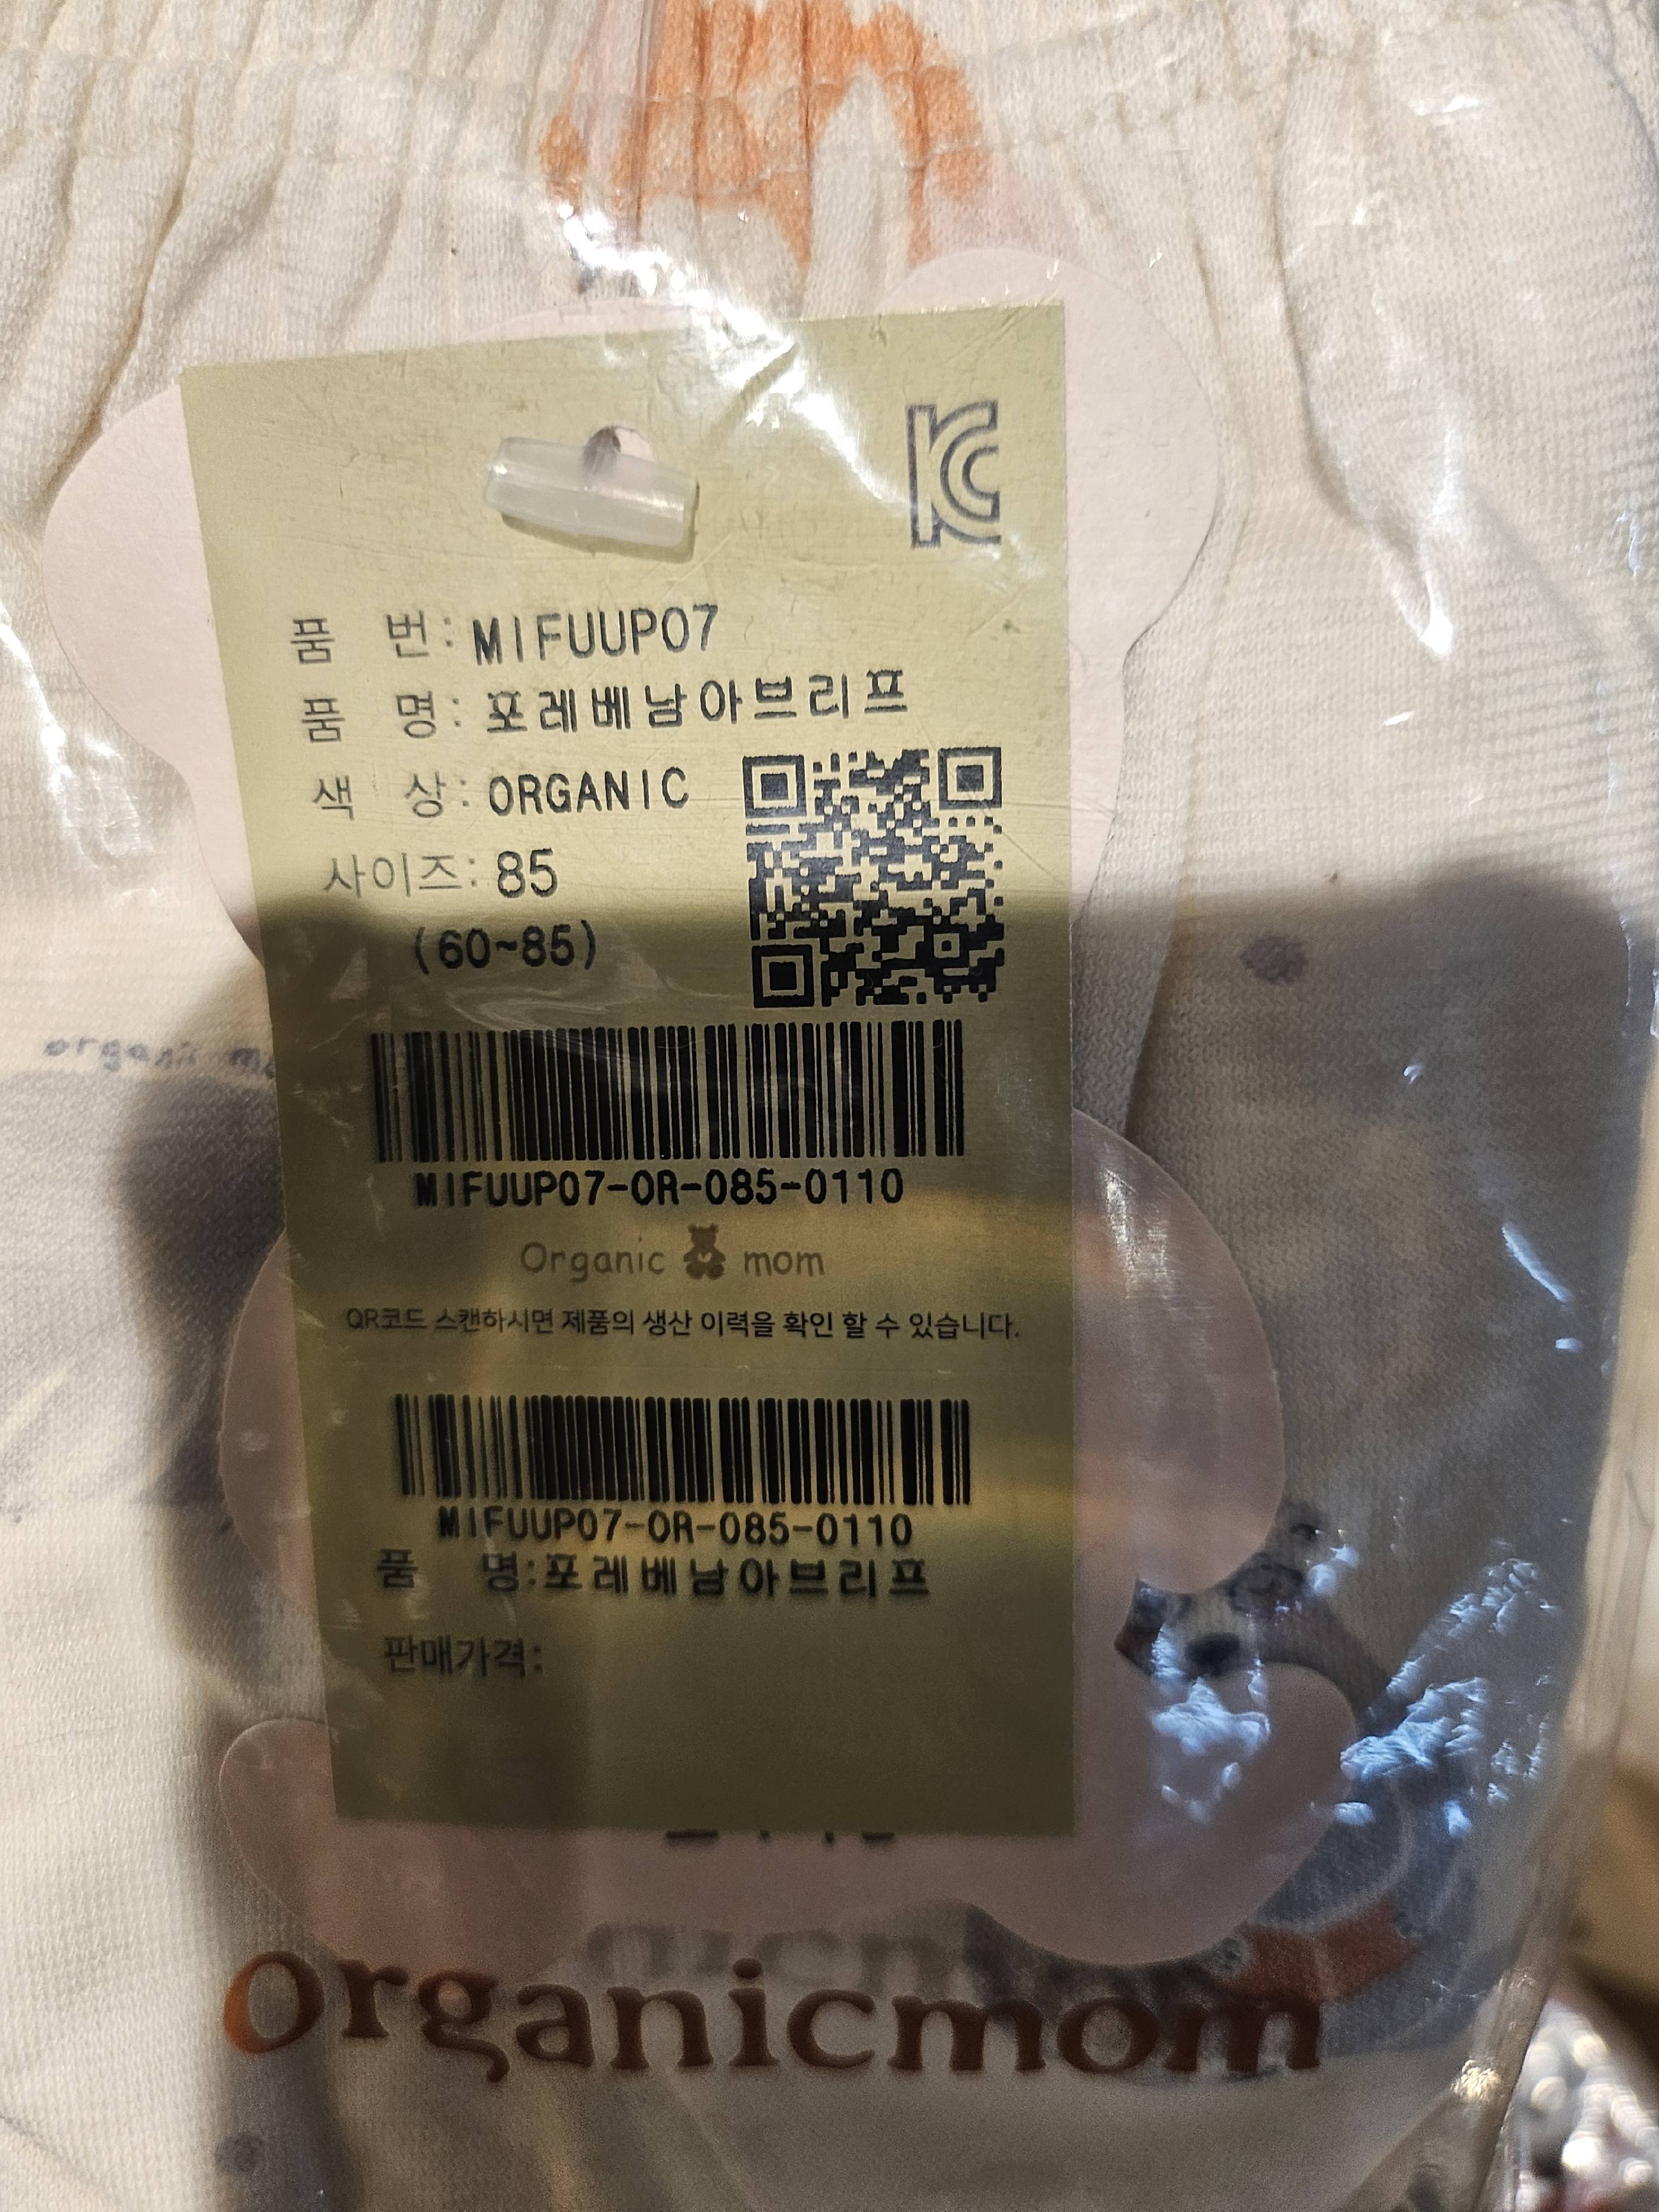 품 번: MIFUUP07
품 명: 포레베남아브리프
색 상: ORGANIC
사이즈: 85
(60~85)
MIFUUP07-OR-085-0110
organic
Organic mom
QR코드 스캔하시면 제품의 생산 이력을 확인 할 수 있습니다.
MIFUUP07-OR-085-0110
품 명:포레베남아브리프
판매가격:
organicmom